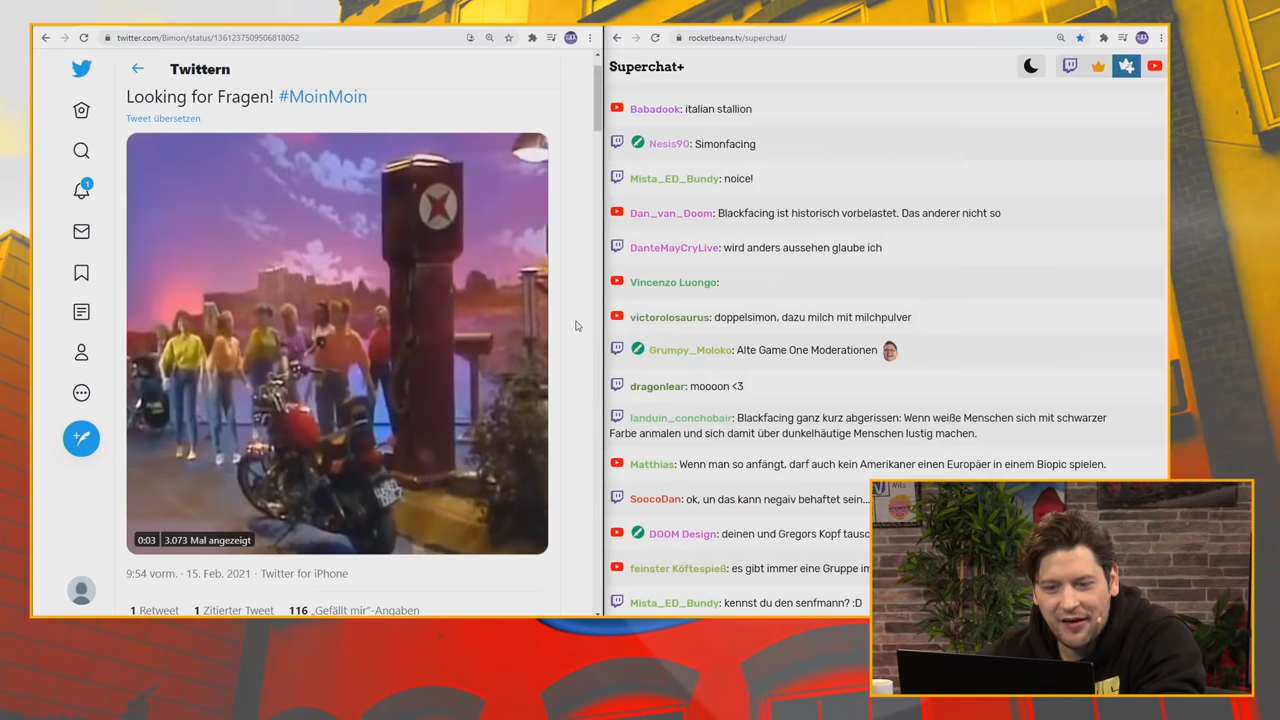 twitter.com/Bimon/status/1361237509506818052
rocketbeans.tv/superchad/
Twittern
Superchat+
Looking for Fragen! #MoinMoin
Tweet übersetzen
1
0:03 3.073 Mal angezeigt
9:54 vorm. · 15. Feb. 2021 · Twitter for iPhone
1 Retweet 1 Zitierter Tweet 116 „Gefällt mir“-Angaben
Babadook: italian stallion
Nesis90: Simonfacing
Mista_ED_Bundy: noice!
Dan_van_Doom: Blackfacing ist historisch vorbelastet. Das anderer nicht so
DanteMayCryLive: wird anders aussehen glaube ich
Vincenzo Luongo:
victorolosaurus: doppelsimon, dazu milch mit milchpulver
Grumpy_Moloko: Alte Game One Moderationen
dragonlear: moooon <3
landuin_conchobair: Blackfacing ganz kurz abgerissen: Wenn weiße Menschen sich mit schwarzer
Farbe anmalen und sich damit über dunkelhäutige Menschen lustig machen.
Matthias: Wenn man so anfängt, darf auch kein Amerikaner einen Europäer in einem Biopic spielen.
SoocoDan: ok, un das kann negaiv behaftet sein...
DOOM Design: deinen und Gregors Kopf tausc
feinster Köftespieß: es gibt immer eine Gruppe im
Mista_ED_Bundy: kennst du den senfmann? :D
Nils